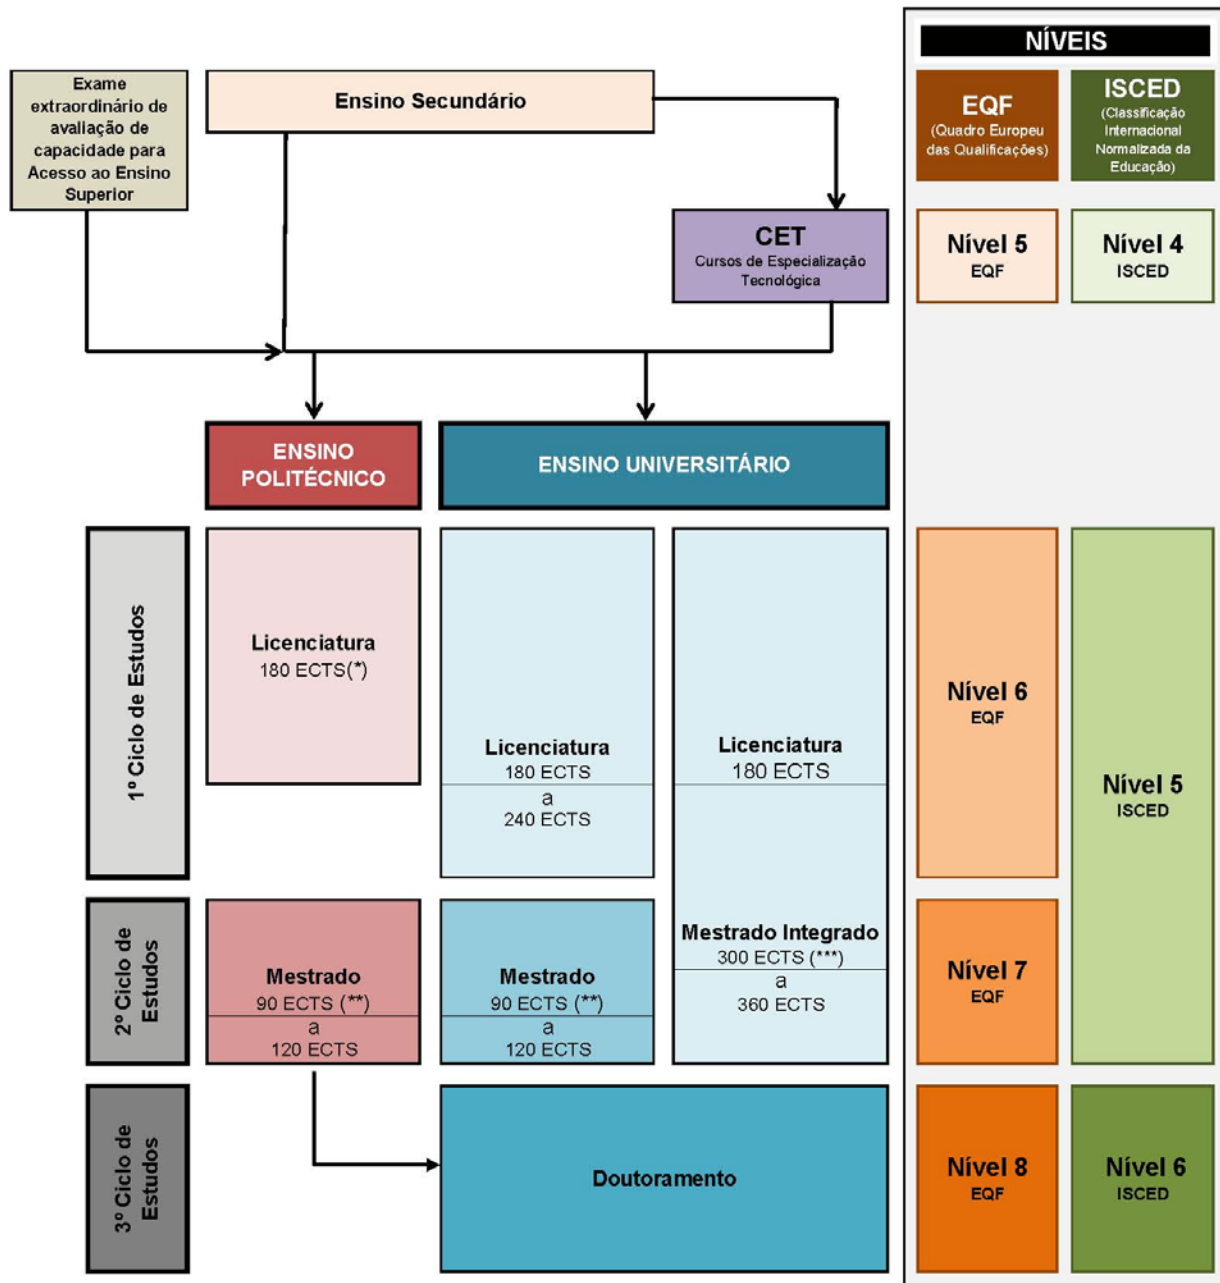 NÍVEIS
Exame
extraordinário de
avaliação de
capacidade para
Acesso ao Ensino
Superior
Ensino Secundário
EQF
(Quadro Europeu
das Qualificações)
ISCED
(Classificação
Internacional
Normalizada da
Educação)
CET
Cursos de Especialização
Tecnológica
Nível 5
EQF
Nível 4
ISCED
ENSINO
POLITÉCNICO
ENSINO UNIVERSITÁRIO
1º Ciclo de Estudos
Licenciatura
180 ECTS(*)
Licenciatura
180 ECTS
a
240 ECTS
Licenciatura
180 ECTS
Nível 6
EQF
Nível 5
ISCED
2º Ciclo de
Estudos
Mestrado
90 ECTS (**)
a
120 ECTS
Mestrado
90 ECTS (**)
a
120 ECTS
Mestrado Integrado
300 ECTS (***)
a
360 ECTS
Nível 7
EQF
3º Ciclo de
Estudos
Doutoramento
Nível 8
EQF
Nível 6
ISCED